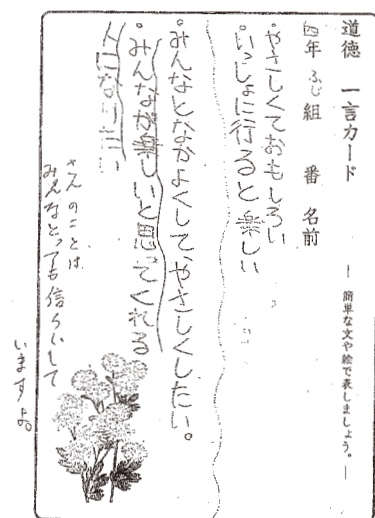 道徳 一言カード
― 簡単な文や絵で表しましょう。―
四年 ふじ組 番 名前
・やさしくておもしろい
・いっしょに行ると楽しい
・みんなとなかよくしてやさしくしたい。
・みんなが楽しいと思ってくれる
人になりたい
さんのことは
みんなとっても信らいして
いますよ